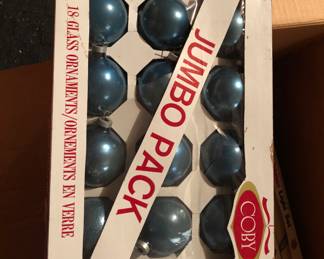 18 GLASS ORNAMENTS/ORNEMENTS EN VERRE
JUMBO PACK
COBY